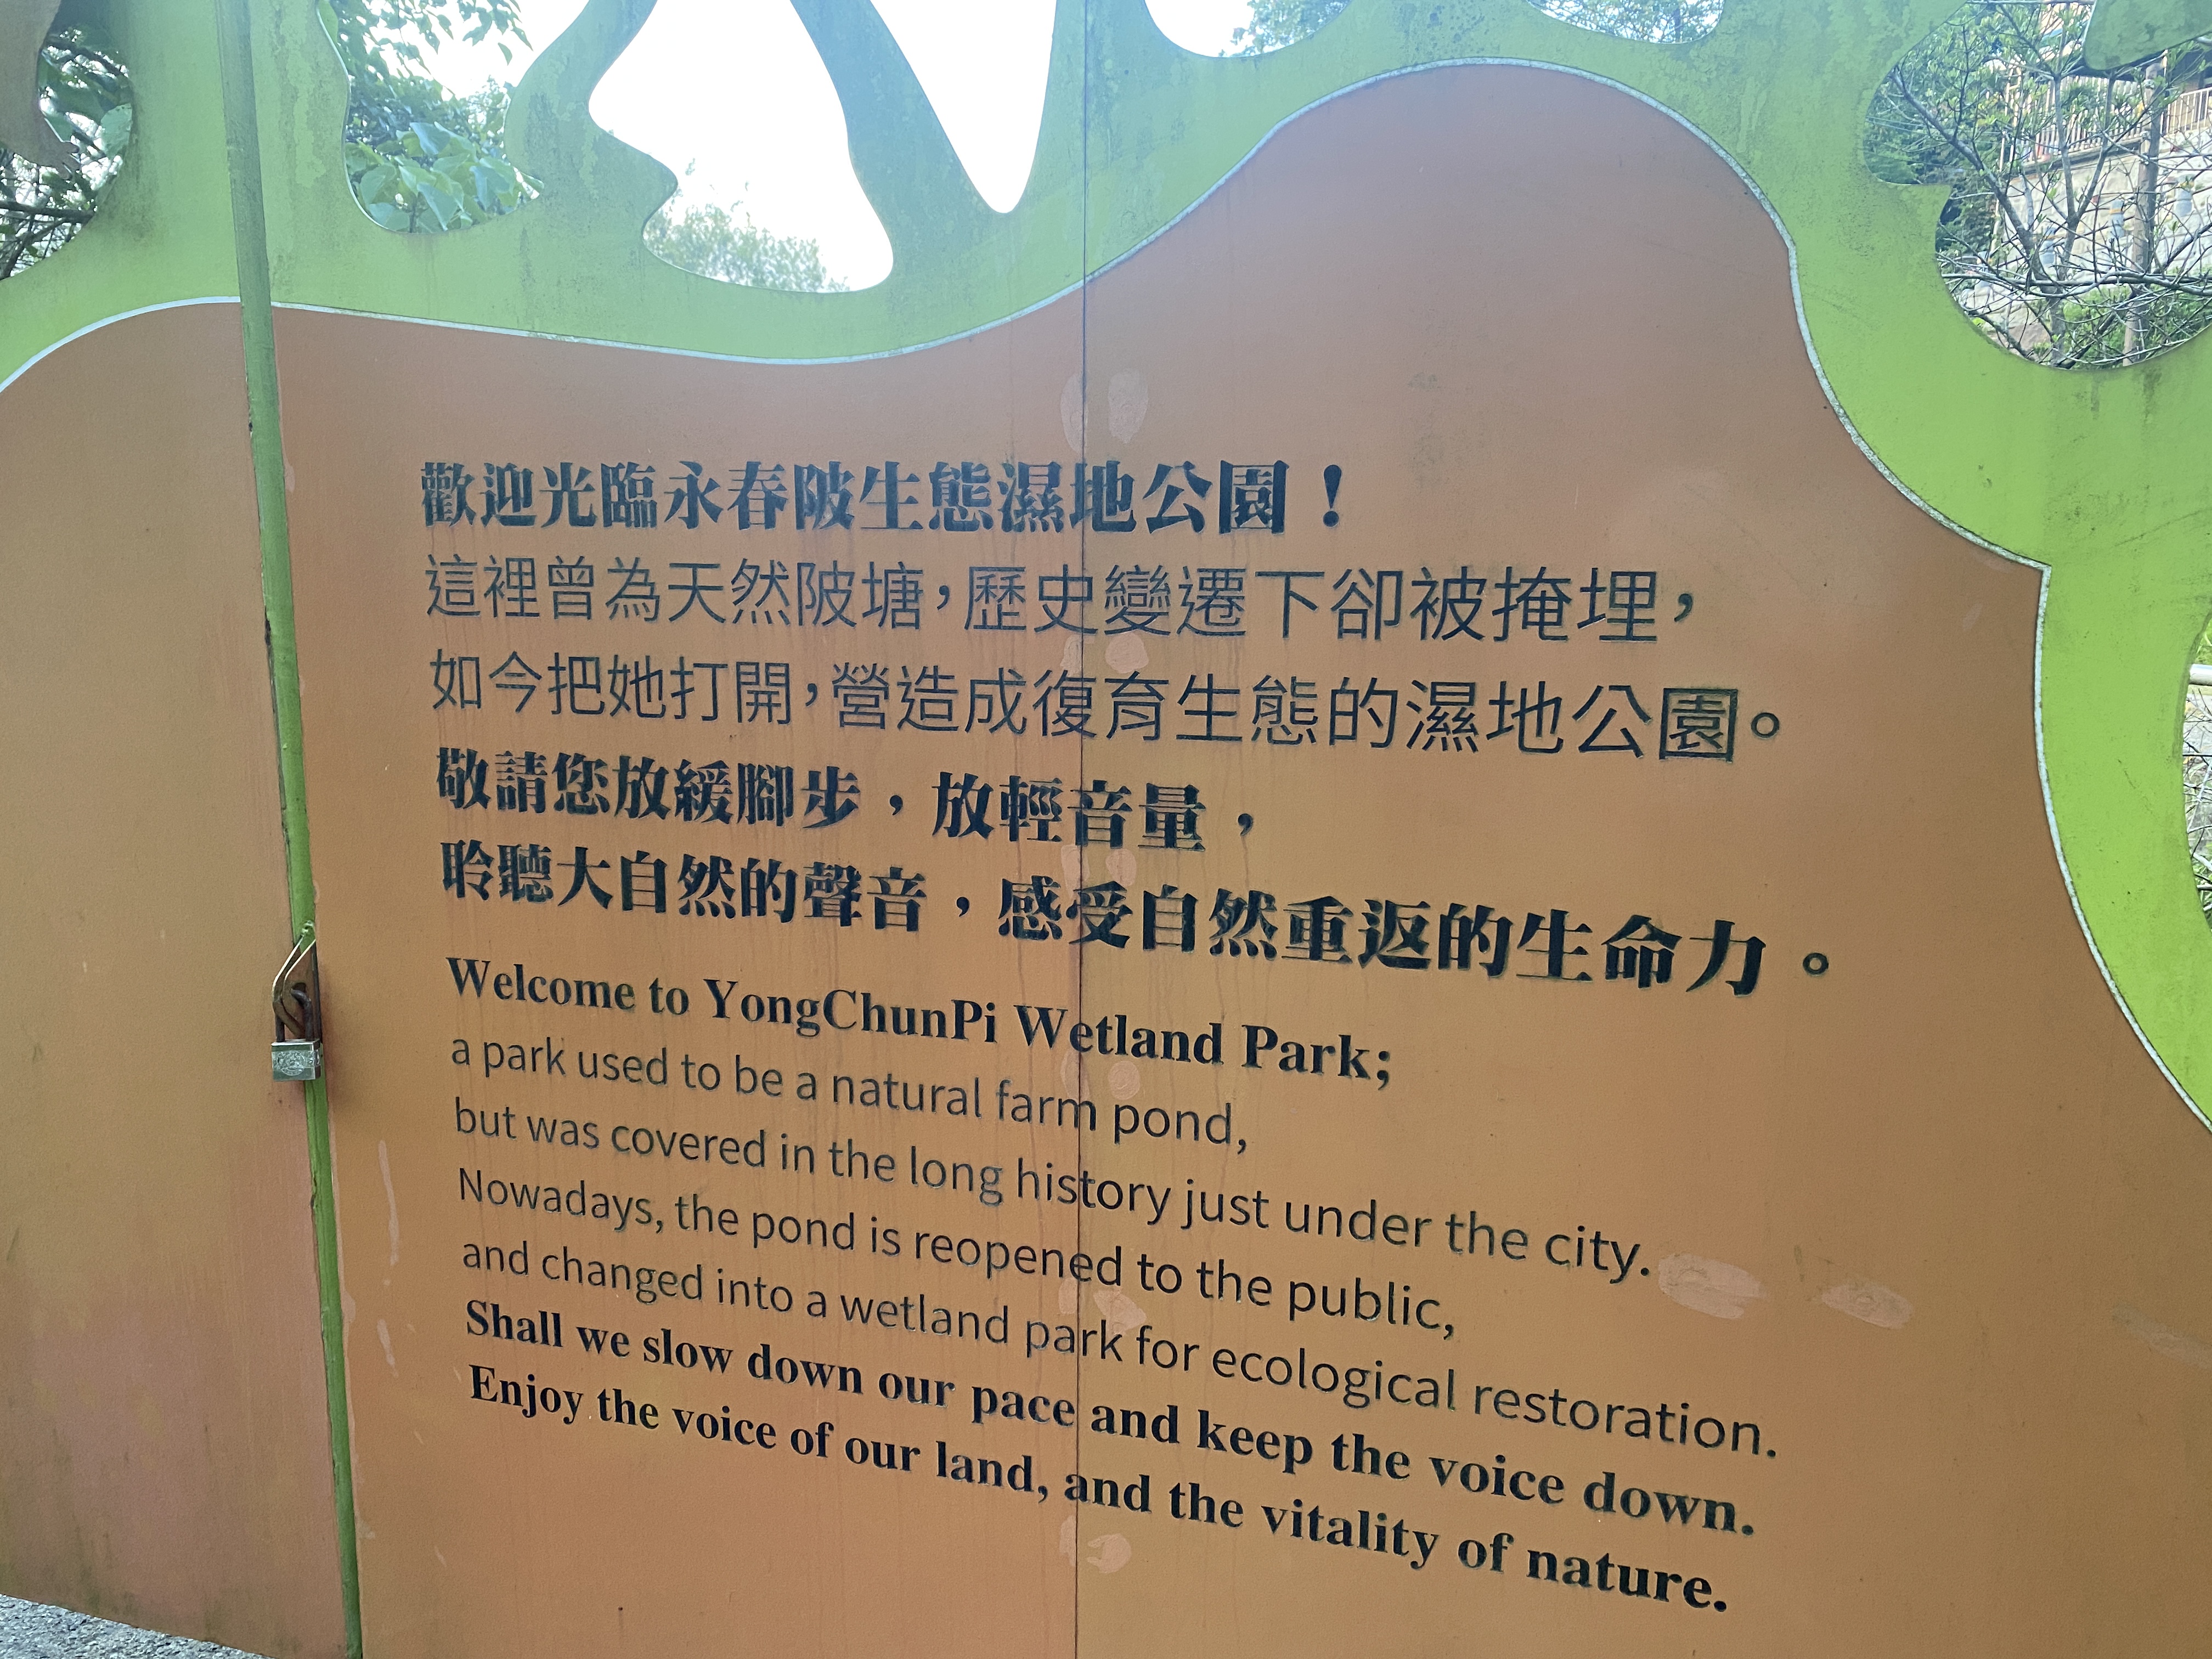 歡迎光臨永春陂生態濕地公園！
這裡曾為天然陂塘，歷史變遷下卻被掩埋，
如今把她打開，營造成復育生態的濕地公園。
敬請您放緩腳步，放輕音量，
聆聽大自然的聲音，感受自然重返的生命力。
Welcome to YongChunPi Wetland Park;
a park used to be a natural farm pond,
but was covered in the long history just under the city.
Nowadays, the pond is reopened to the public,
and changed into a wetland park for ecological restoration.
Shall we slow down our pace and keep the voice down.
Enjoy the voice of our land, and the vitality of nature.